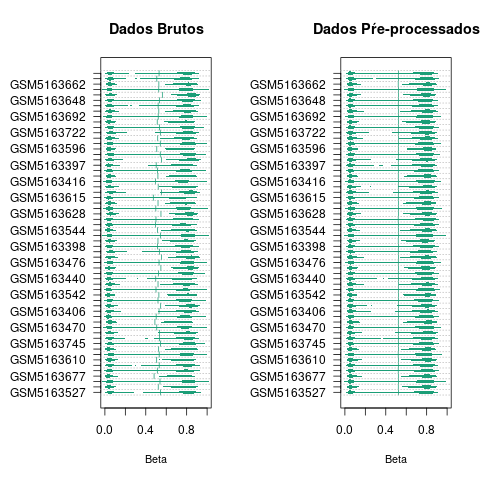 Dados Brutos
GSM5163662
GSM5163648
GSM5163692
GSM5163722
GSM5163596
GSM5163397
GSM5163416
GSM5163615
GSM5163628
GSM5163544
GSM5163398
GSM5163476
GSM5163440
GSM5163542
GSM5163406
GSM5163470
GSM5163745
GSM5163610
GSM5163677
GSM5163527
0.0 0.4 0.8
Beta
Dados Pŕe-processados
GSM5163662
GSM5163648
GSM5163692
GSM5163722
GSM5163596
GSM5163397
GSM5163416
GSM5163615
GSM5163628
GSM5163544
GSM5163398
GSM5163476
GSM5163440
GSM5163542
GSM5163406
GSM5163470
GSM5163745
GSM5163610
GSM5163677
GSM5163527
0.0 0.4 0.8
Beta